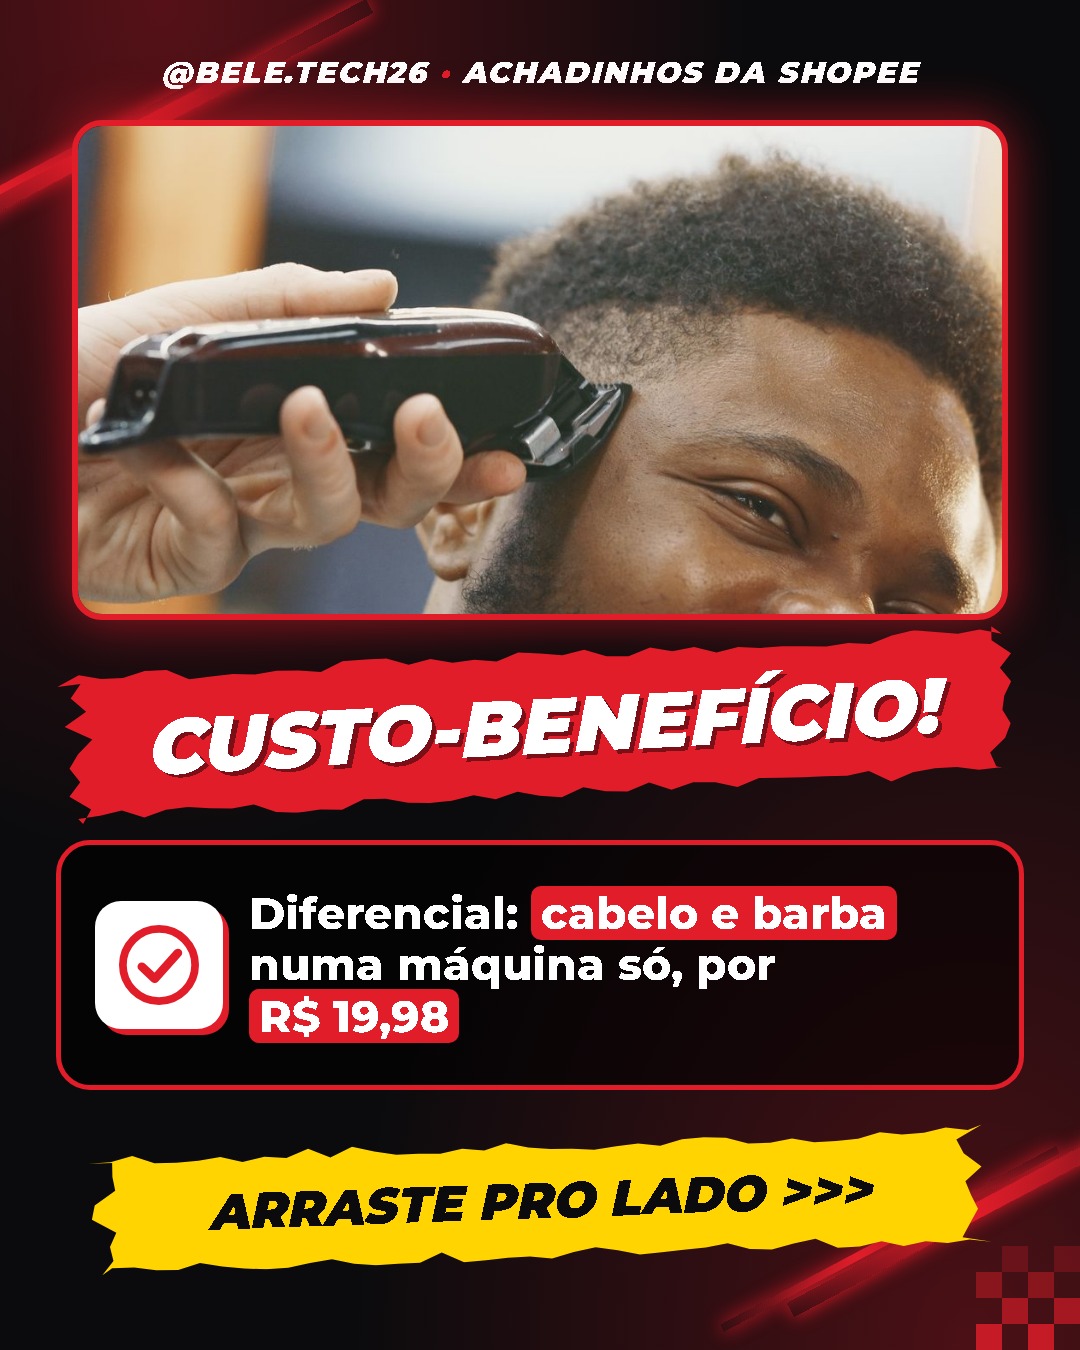 @BELE.TECH26 • ACHADINHOS DA SHOPEE
CUSTO-BENEFÍCIO!
Diferencial: cabelo e barba
numa máquina só, por
R$ 19,98
ARRASTE PRO LADO >>>